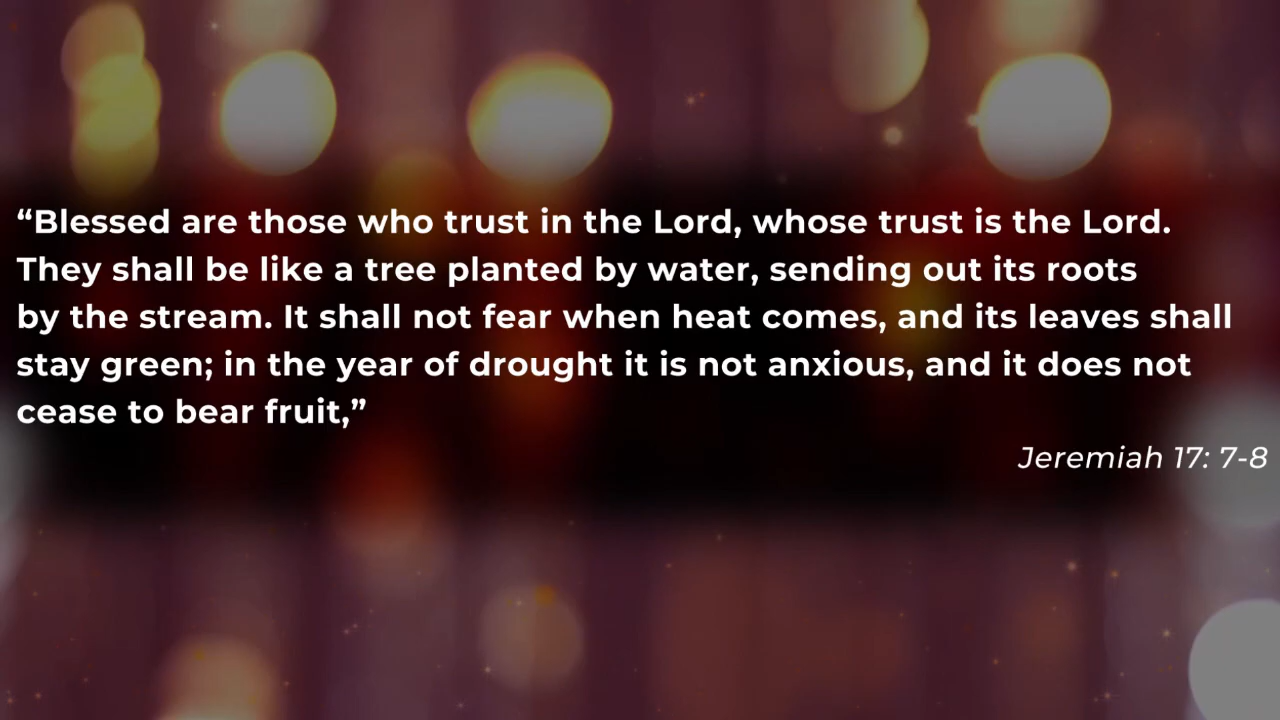 “Blessed are those who trust in the Lord, whose trust is the Lord.
They shall be like a tree planted by water, sending out its roots
by the stream. It shall not fear when heat comes, and its leaves shall
stay green; in the year of drought it is not anxious, and it does not
cease to bear fruit,”
Jeremiah 17: 7-8